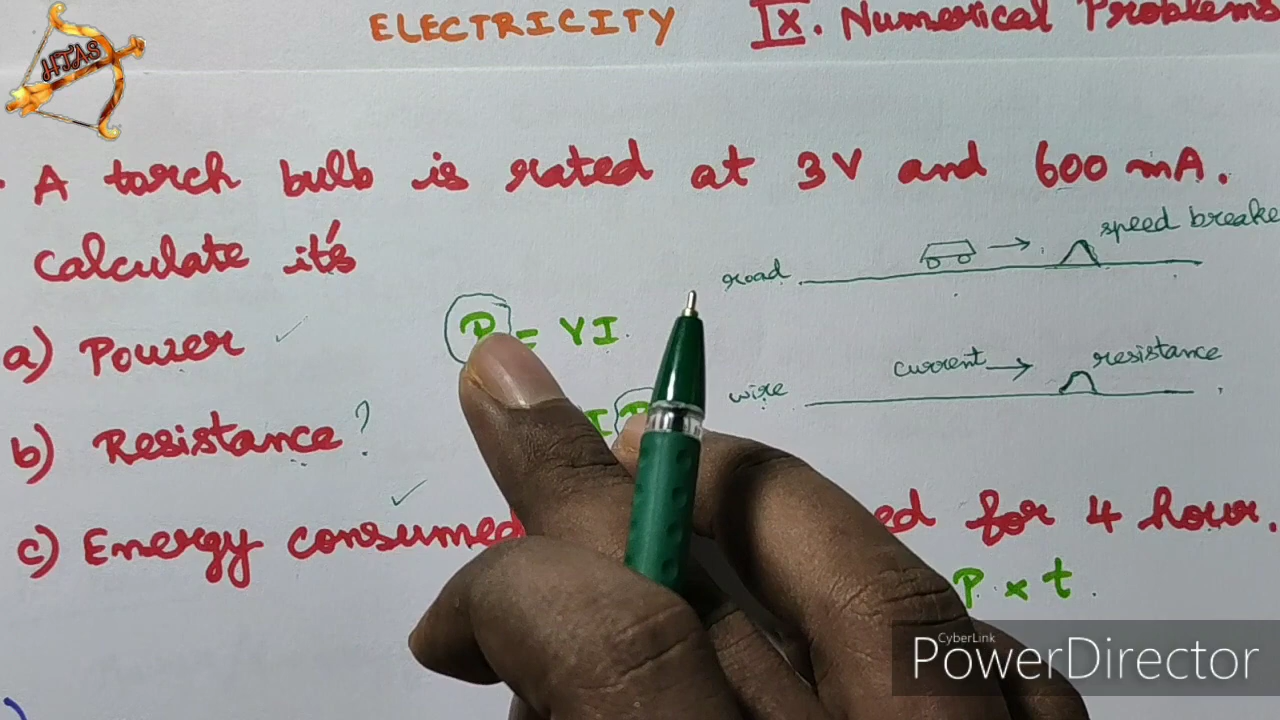 HTAS
ELECTRICITY IX. Numerical Problems
A torch bulb is rated at 3V and 600 mA.
Calculate it's
speed breake
road
a) Power
P = VI
current
resistance
wire
b) Resistance?
I
c) Energy consumed
for 4 hour.
P x t
CyberLink
PowerDirector